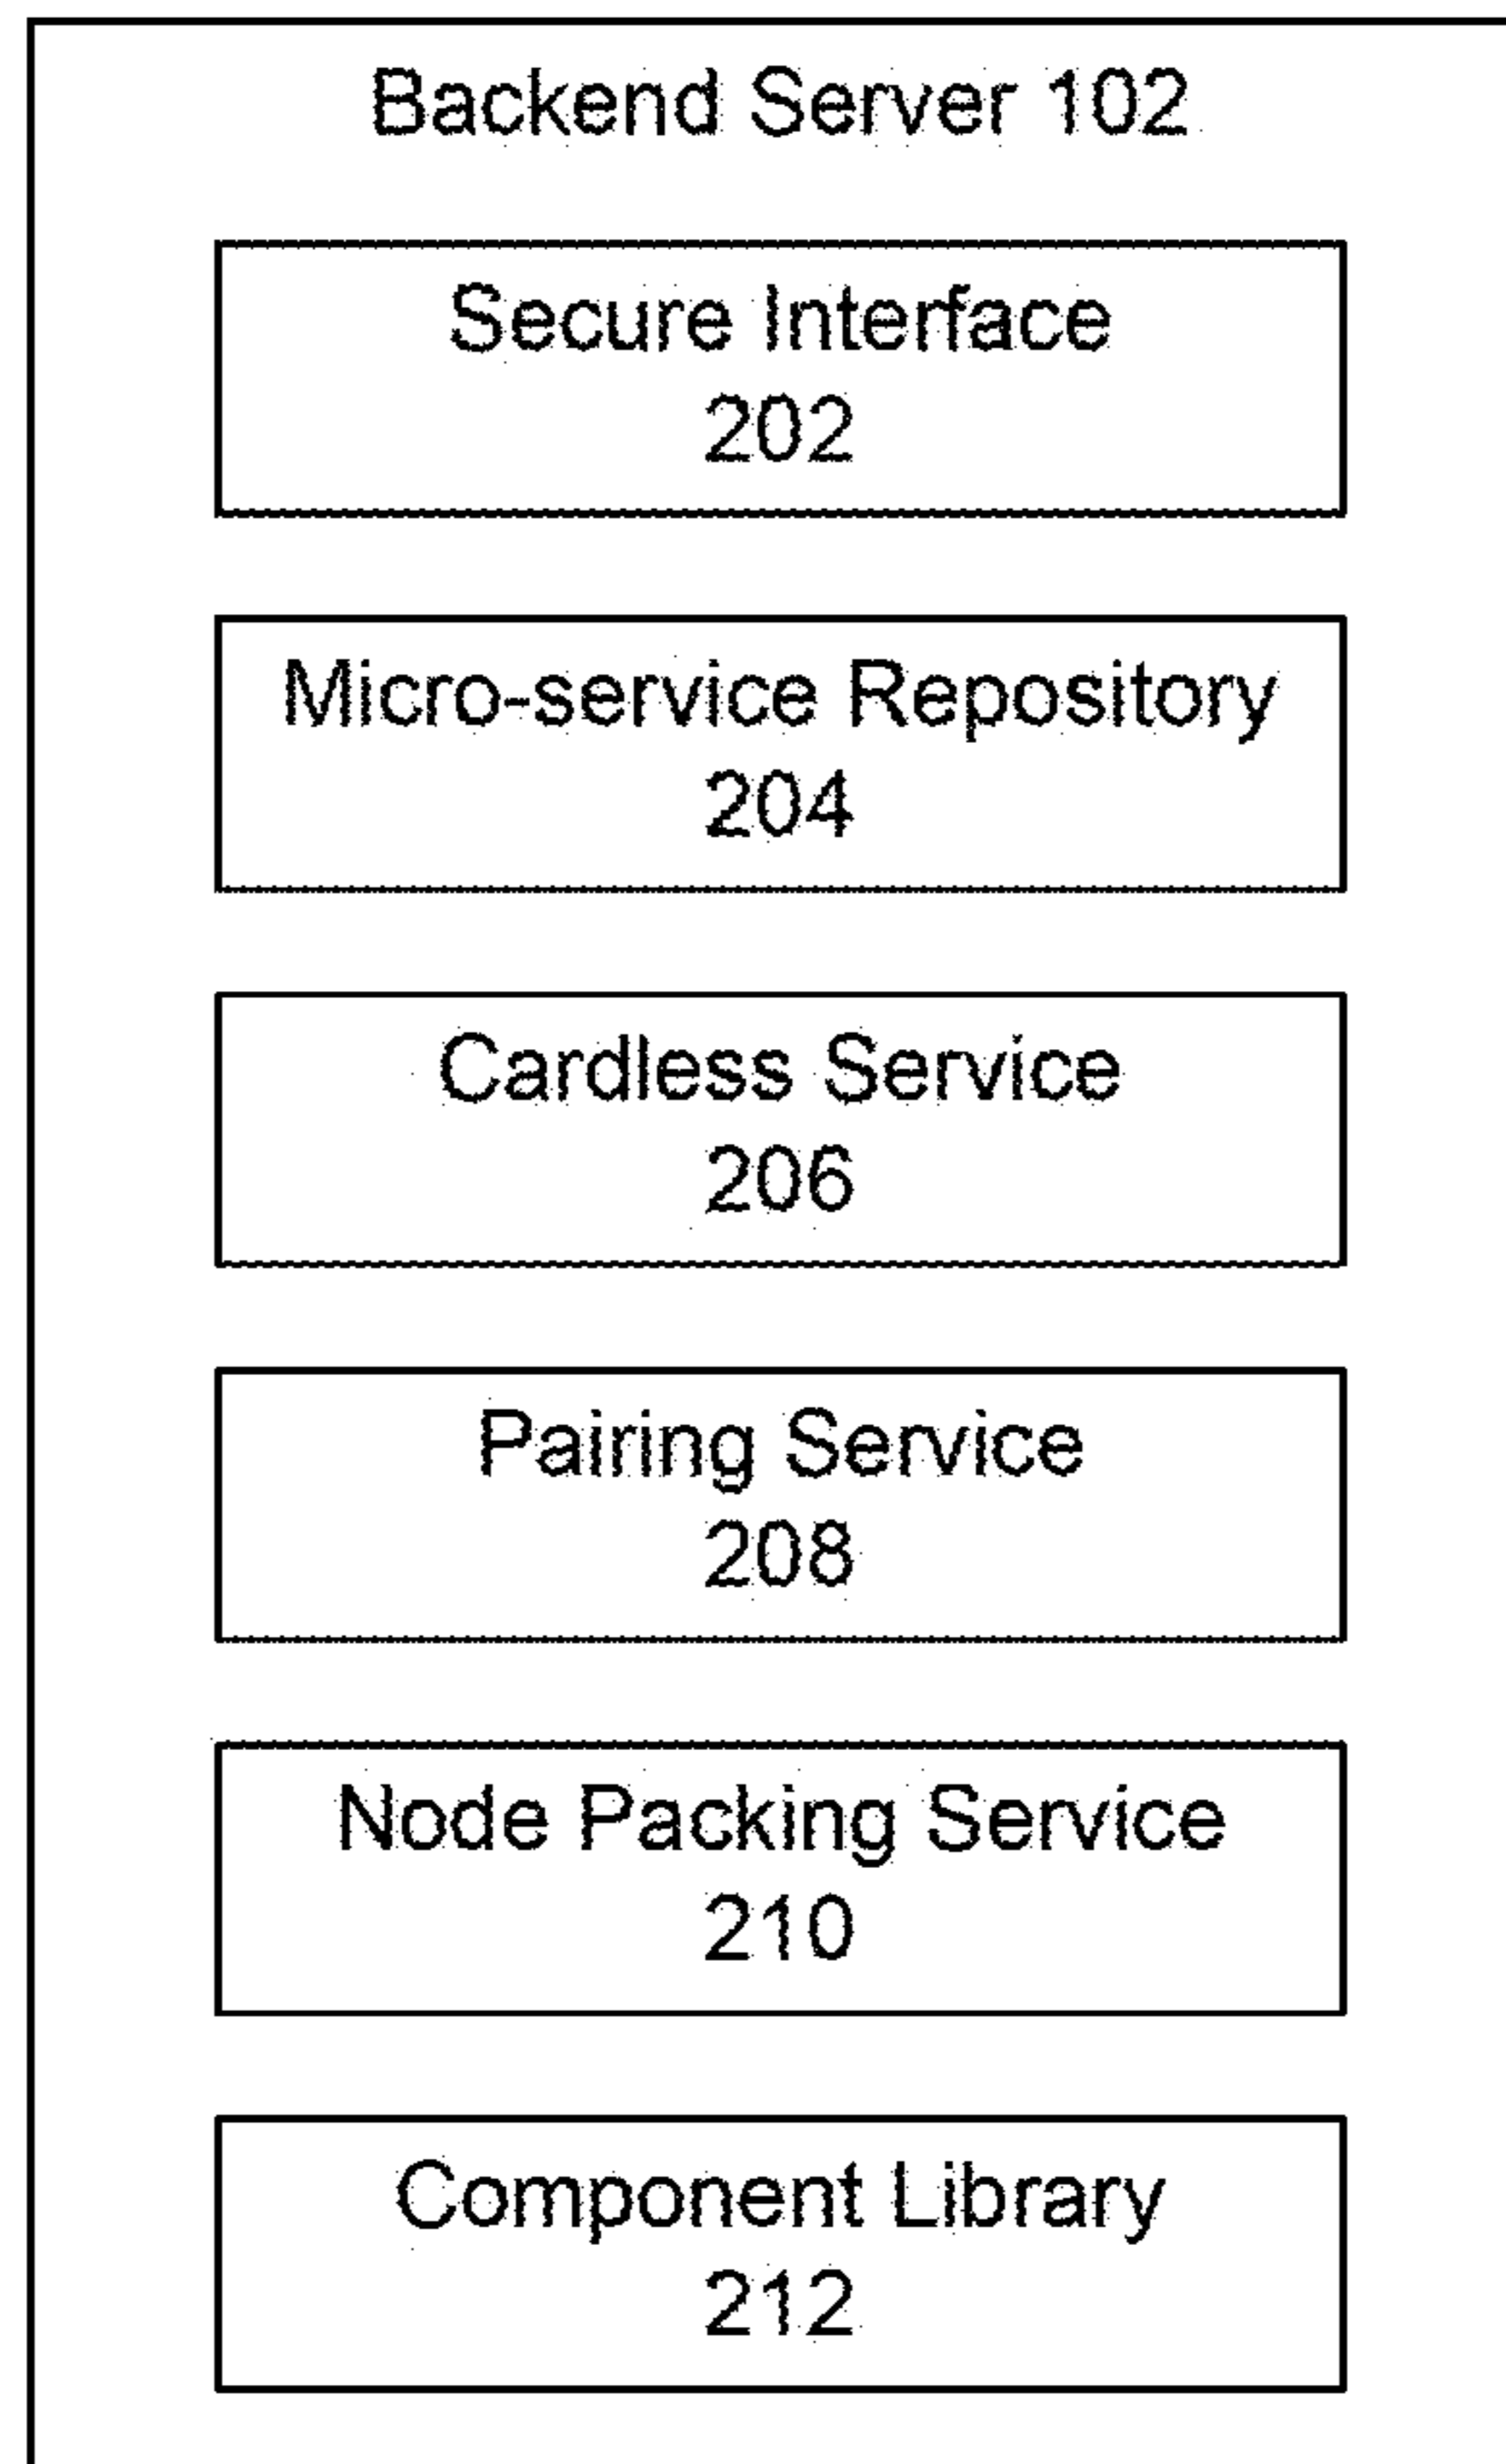 Backend Server 102
Secure Interface
202
Micro-service Repository
204
Cardless Service
206
Pairing Service
208
Node Packing Service
210
Component Library
212